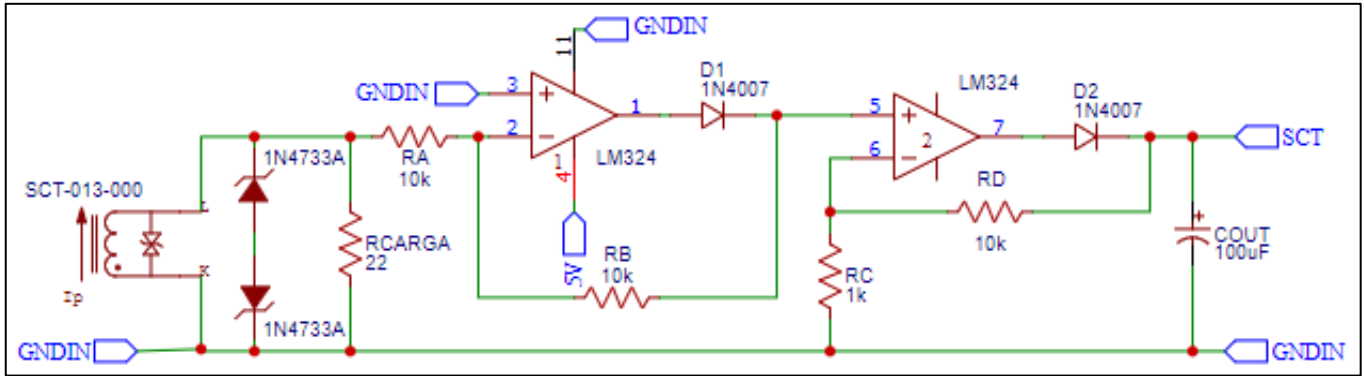 GNDIN
11
D1
1N4007
LM324
D2
1N4007
GNDIN
3
+
1
5
+
7
SCT
2
-
2
6
-
1N4733A
RA
10k
1
LM324
4
RD
10k
SCT-013-000
L
RCARGA
22
5V
RB
10k
RC
1k
+
COUT
100uF
K
Ip
1N4733A
GNDIN
GNDIN